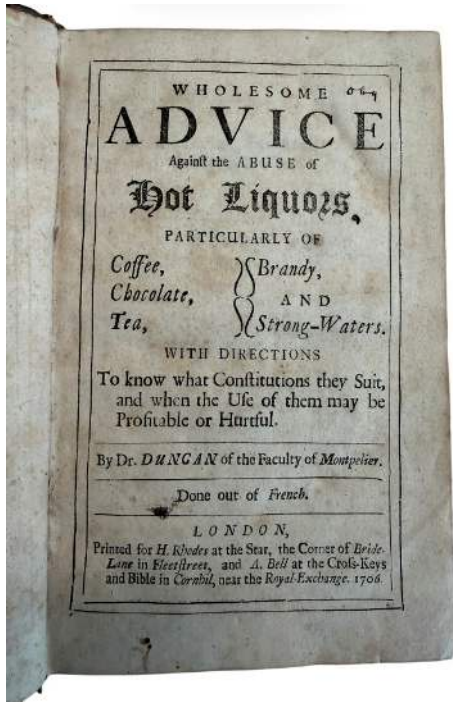 WHOLESOME
ADVICE
Againſt the ABUSE of
Hot Liquors,
PARTICULARLY OF
Coffee, Brandy,
Chocolate, AND
Tea, Strong-Waters.
WITH DIRECTIONS
To know what Conſtitutions they Suit,
and when the Uſe of them may be
Profitable or Hurtful.
By Dr. DUNCAN of the Faculty of Montpelier.
Done out of French.
LONDON,
Printed for H. Rhodes at the Star, the Corner of Bride-
Lane in Fleetſtreet, and A. Bell at the Croſs-Keys
and Bible in Cornhil, near the Royal-Exchange. 1706.